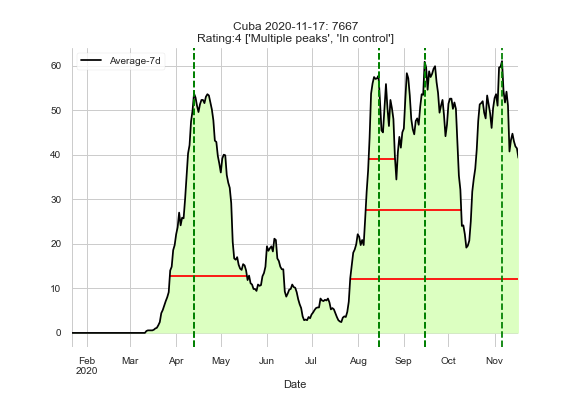 Cuba 2020-11-17: 7667
Rating:4 ['Multiple peaks', 'In control']
Average-7d
60
50
40
30
20
10
0
Feb Mar Apr May Jun Jul Aug Sep Oct Nov
2020
Date